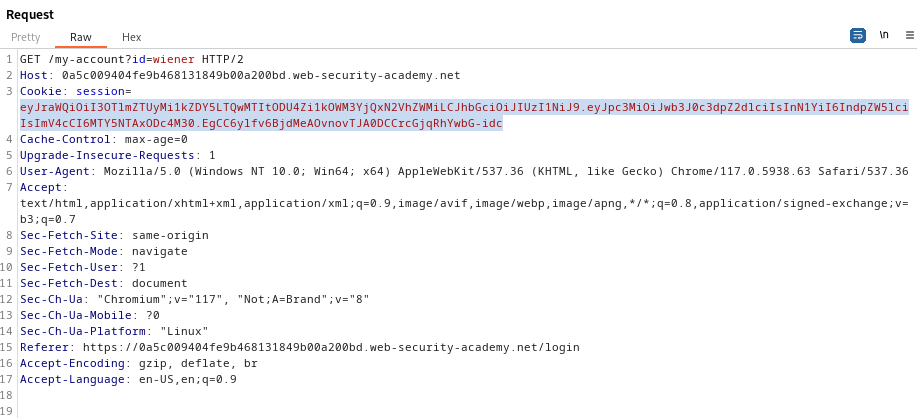 Request
Pretty Raw Hex \n
1 GET /my-account?id=wiener HTTP/2
2 Host: 0a5c009404fe9b468131849b00a200bd.web-security-academy.net
3 Cookie: session=
eyJraWQiOiI3OTlmZTUyMi1kZDY5LTQwMTItODU4Zi1kOWM3YjQxN2VhZWMiLCJhbGciOiJIUzI1NiJ9.eyJpc3MiOiJwb3J0c3dpZ2dlciIsInN1YiI6IndpZW5lci
IsImV4cCI6MTY5NTAxODc4M30.EgCC6ylfv6BjdMeAOvnovTJA0DCCrcGjqRhYwbG-idc
4 Cache-Control: max-age=0
5 Upgrade-Insecure-Requests: 1
6 User-Agent: Mozilla/5.0 (Windows NT 10.0; Win64; x64) AppleWebKit/537.36 (KHTML, like Gecko) Chrome/117.0.5938.63 Safari/537.36
7 Accept:
text/html,application/xhtml+xml,application/xml;q=0.9,image/avif,image/webp,image/apng,*/*;q=0.8,application/signed-exchange;v=
b3;q=0.7
8 Sec-Fetch-Site: same-origin
9 Sec-Fetch-Mode: navigate
10 Sec-Fetch-User: ?1
11 Sec-Fetch-Dest: document
12 Sec-Ch-Ua: "Chromium";v="117", "Not;A=Brand";v="8"
13 Sec-Ch-Ua-Mobile: ?0
14 Sec-Ch-Ua-Platform: "Linux"
15 Referer: https://0a5c009404fe9b468131849b00a200bd.web-security-academy.net/login
16 Accept-Encoding: gzip, deflate, br
17 Accept-Language: en-US,en;q=0.9
18
19